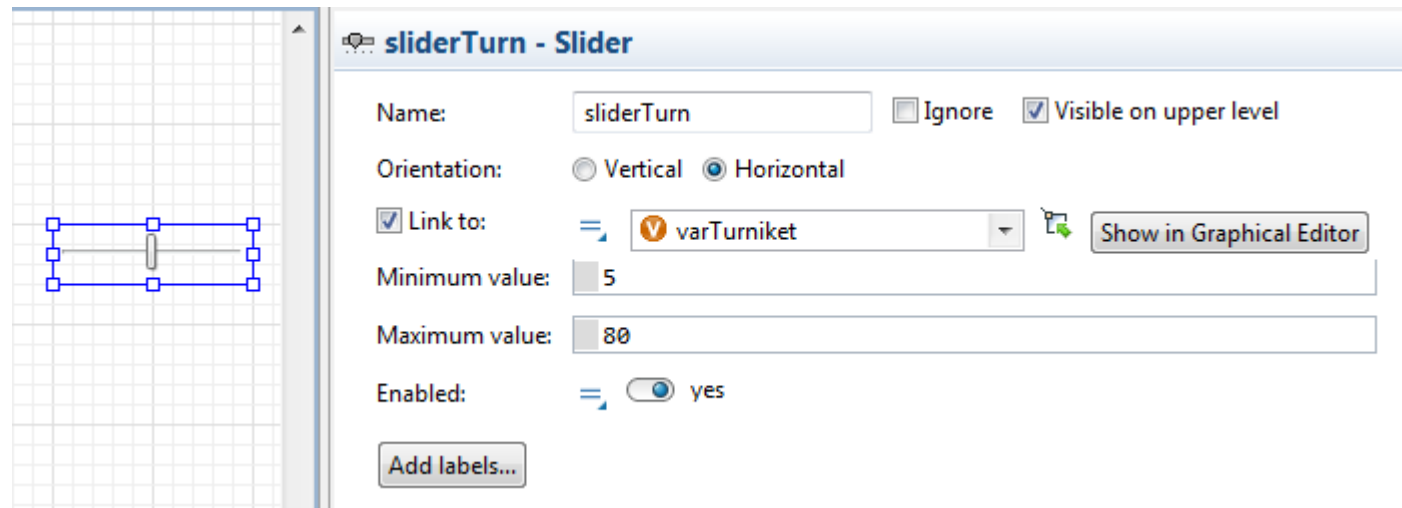 sliderTurn - Slider
Name: sliderTurn Ignore Visible on upper level
Orientation: Vertical Horizontal
Link to: V varTurniket Show in Graphical Editor
Minimum value: 5
Maximum value: 80
Enabled: yes
Add labels...